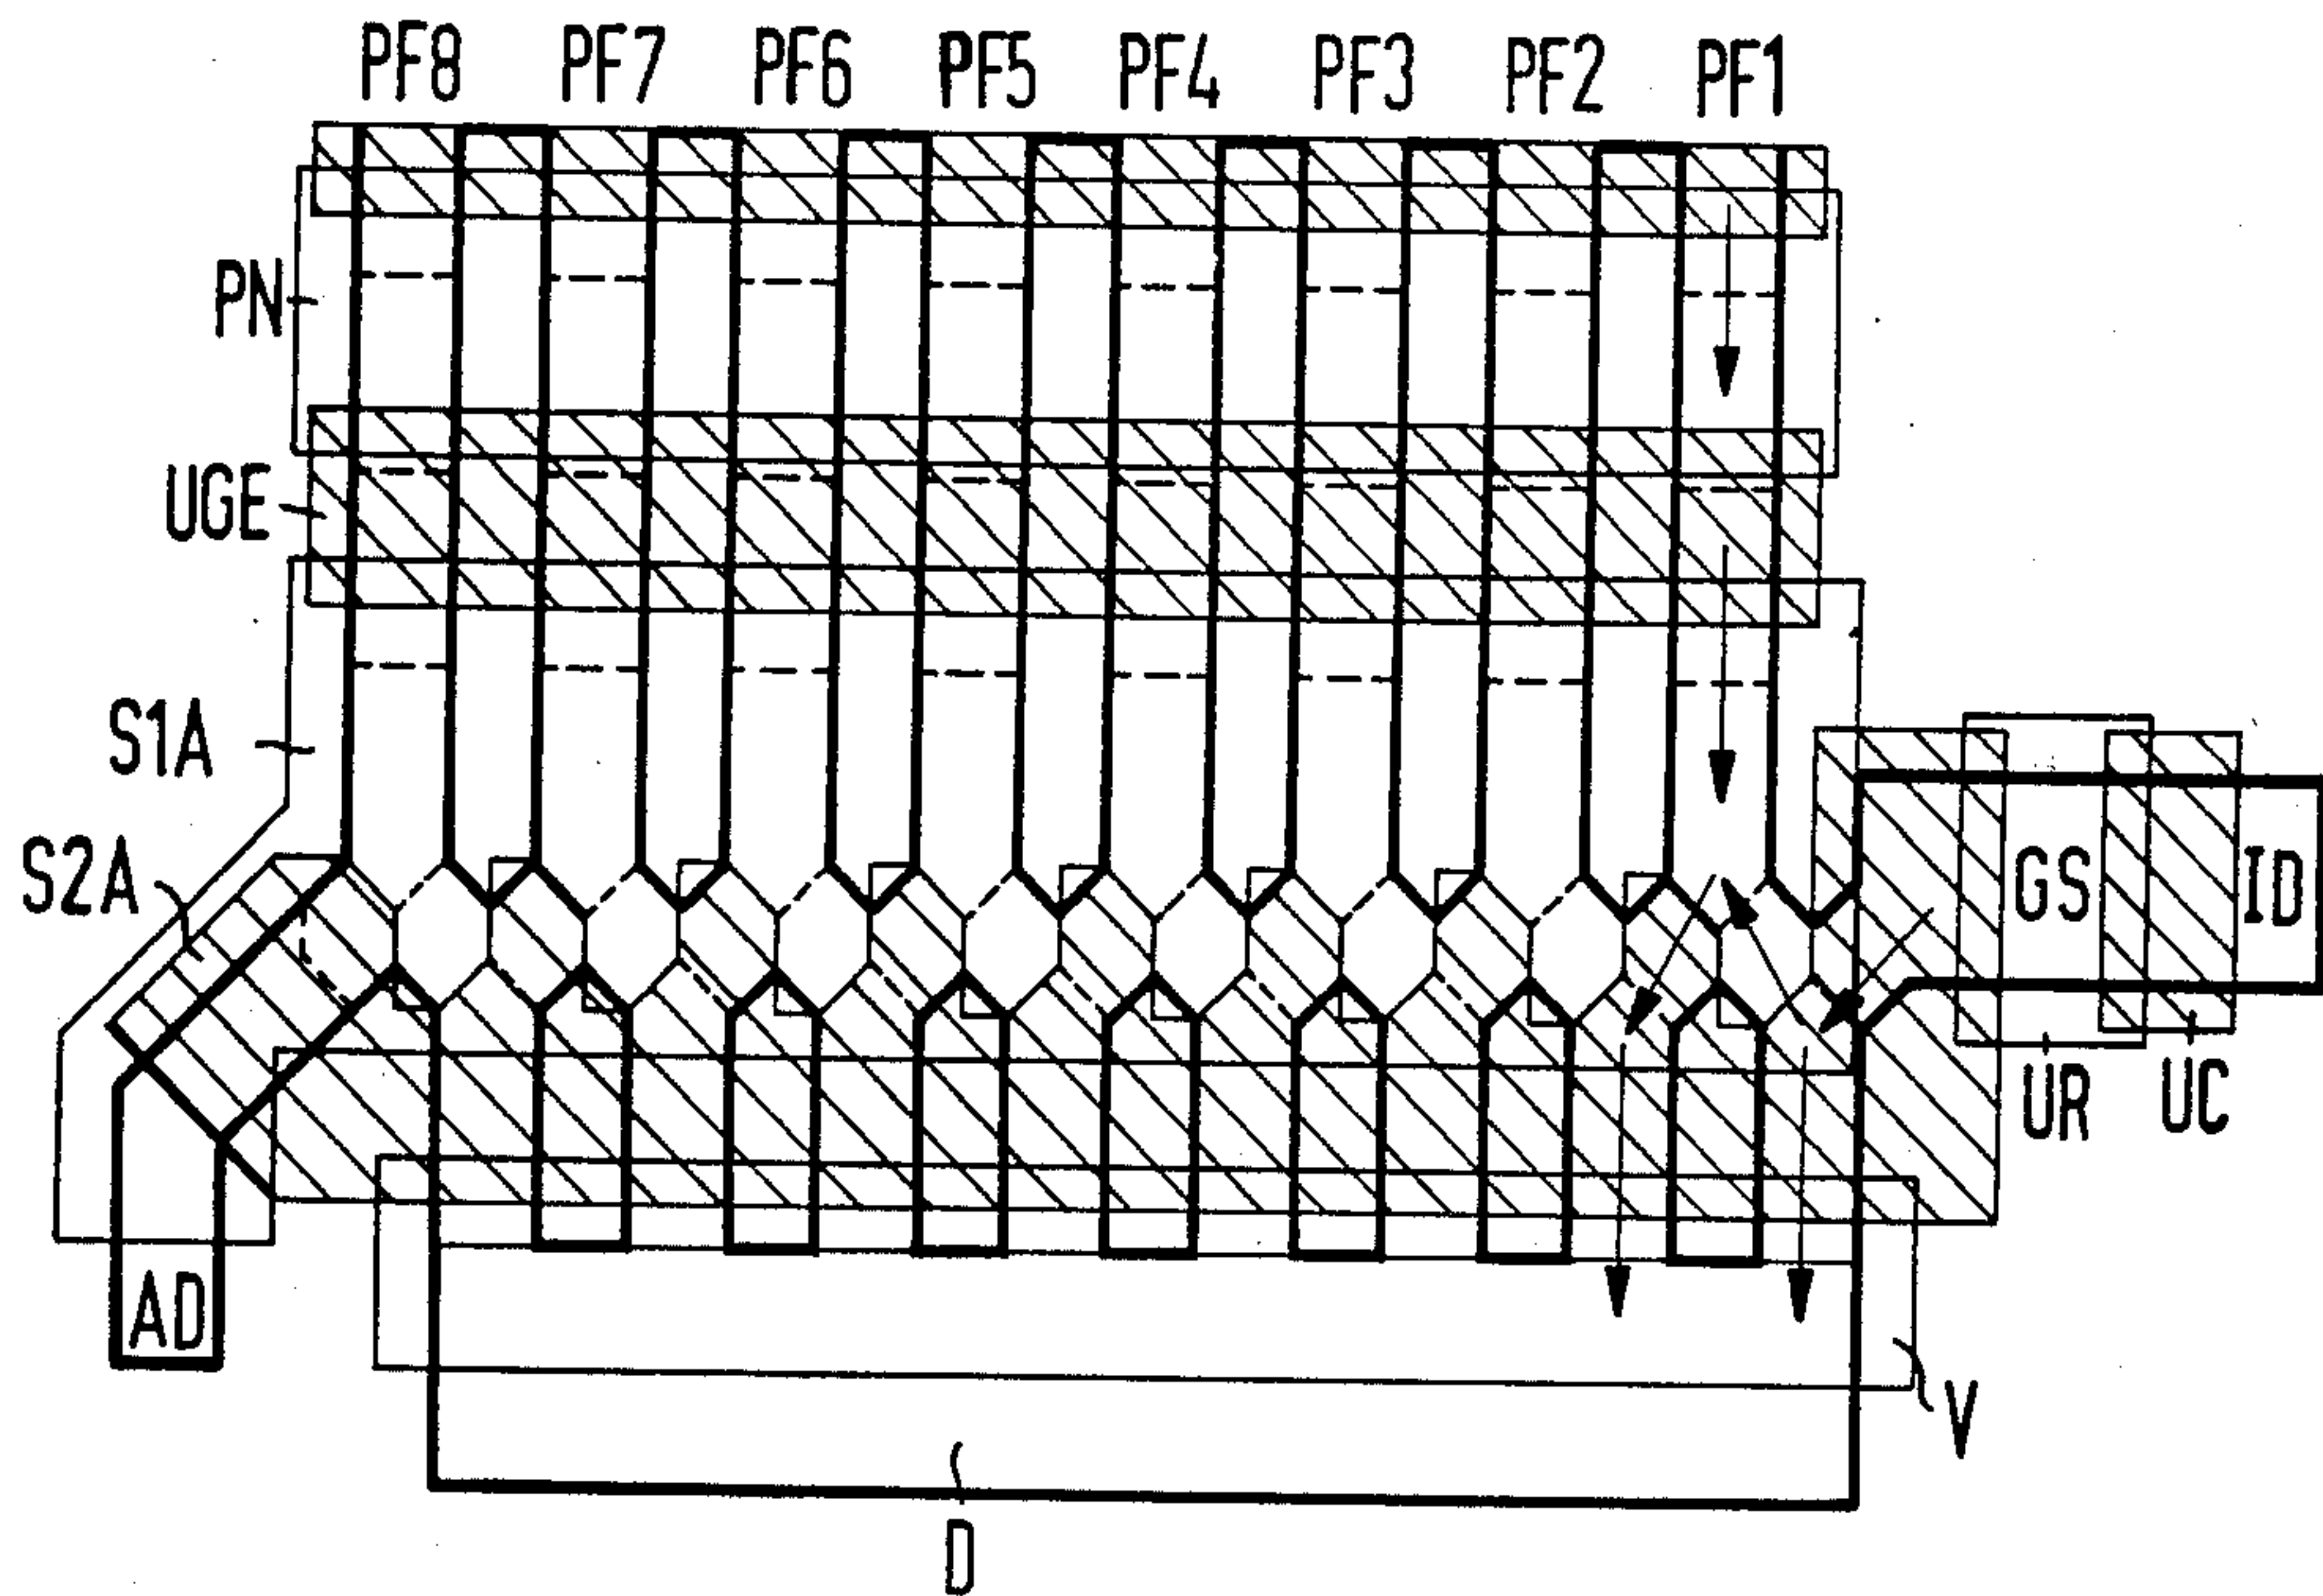 PF8 PF7 PF6 PF5 PF4 PF3 PF2 PF1
PN
UGE
S1A
S2A
GS ID
UR UC
AD
V
D